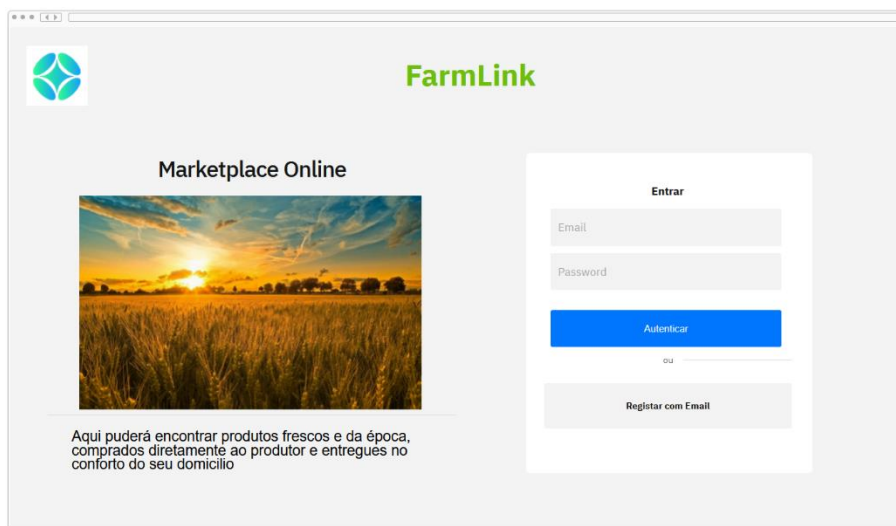 FarmLink
Marketplace Online
Aqui puderá encontrar produtos frescos e da época,
comprados diretamente ao produtor e entregues no
conforto do seu domicilio
Entrar
Email
Password
Autenticar
ou
Registar com Email